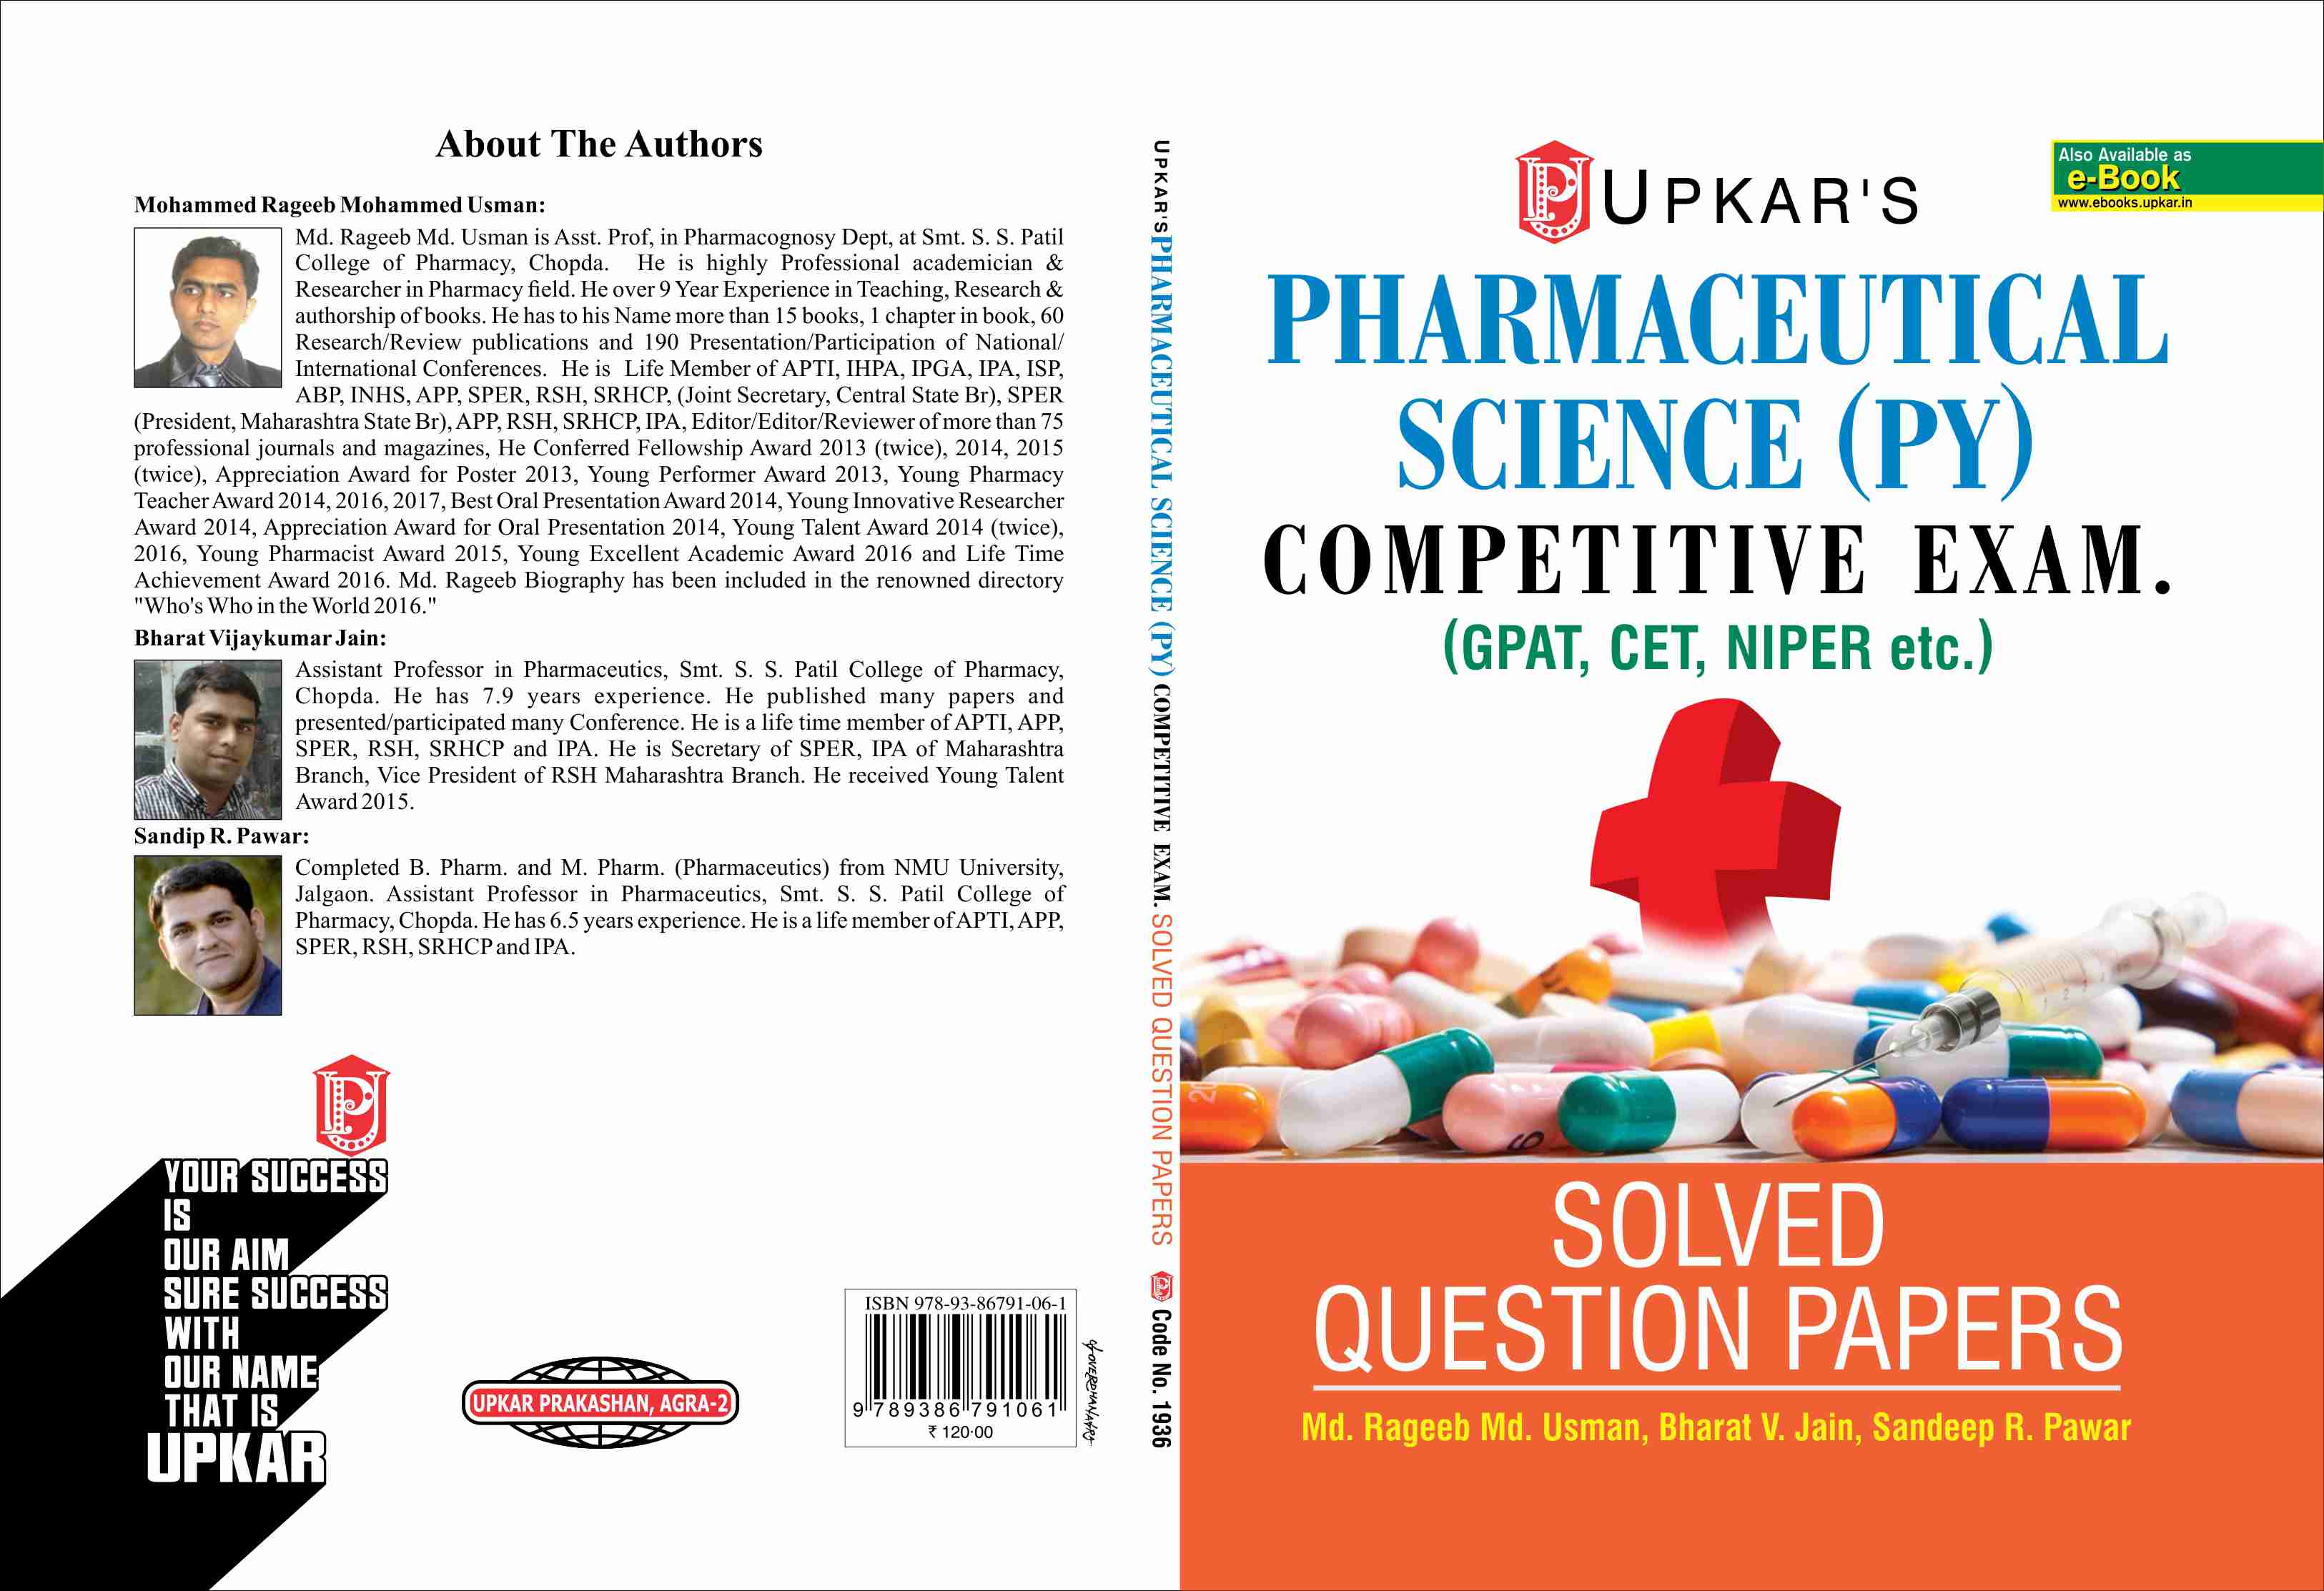 About The Authors
Mohammed Rageeb Mohammed Usman:
Md. Rageeb Md. Usman is Asst. Prof, in Pharmacognosy Dept, at Smt. S. S. Patil
College of Pharmacy, Chopda. He is highly Professional academician &
Researcher in Pharmacy field. He over 9 Year Experience in Teaching, Research &
authorship of books. He has to his Name more than 15 books, 1 chapter in book, 60
Research/Review publications and 190 Presentation/Participation of National/
International Conferences. He is Life Member of APTI, IHPA, IPGA, IPA, ISP,
ABP, INHS, APP, SPER, RSH, SRHCP, (Joint Secretary, Central State Br), SPER
(President, Maharashtra State Br), APP, RSH, SRHCP, IPA, Editor/Editor/Reviewer of more than 75
professional journals and magazines, He Conferred Fellowship Award 2013 (twice), 2014, 2015
(twice), Appreciation Award for Poster 2013, Young Performer Award 2013, Young Pharmacy
Teacher Award 2014, 2016, 2017, Best Oral Presentation Award 2014, Young Innovative Researcher
Award 2014, Appreciation Award for Oral Presentation 2014, Young Talent Award 2014 (twice),
2016, Young Pharmacist Award 2015, Young Excellent Academic Award 2016 and Life Time
Achievement Award 2016. Md. Rageeb Biography has been included in the renowned directory
"Who's Who in the World 2016."
Bharat Vijaykumar Jain:
Assistant Professor in Pharmaceutics, Smt. S. S. Patil College of Pharmacy,
Chopda. He has 7.9 years experience. He published many papers and
presented/participated many Conference. He is a life time member of APTI, APP,
SPER, RSH, SRHCP and IPA. He is Secretary of SPER, IPA of Maharashtra
Branch, Vice President of RSH Maharashtra Branch. He received Young Talent
Award 2015.
Sandip R. Pawar:
Completed B. Pharm. and M. Pharm. (Pharmaceutics) from NMU University,
Jalgaon. Assistant Professor in Pharmaceutics, Smt. S. S. Patil College of
Pharmacy, Chopda. He has 6.5 years experience. He is a life member of APTI, APP,
SPER, RSH, SRHCP and IPA.
YOUR SUCCESS
IS
OUR AIM
SURE SUCCESS
WITH
OUR NAME
THAT IS
UPKAR
UPKAR PRAKASHAN, AGRA-2
ISBN 978-93-86791-06-1
9 789386 791061
₹ 120·00
UPKAR'S PHARMACEUTICAL SCIENCE (PY) COMPETITIVE EXAM. SOLVED QUESTION PAPERS Code No. 1936
UPKAR'S
Also Available as
e-Book
www.ebooks.upkar.in
PHARMACEUTICAL
SCIENCE (PY)
COMPETITIVE EXAM.
(GPAT, CET, NIPER etc.)
SOLVED
QUESTION PAPERS
Md. Rageeb Md. Usman, Bharat V. Jain, Sandeep R. Pawar